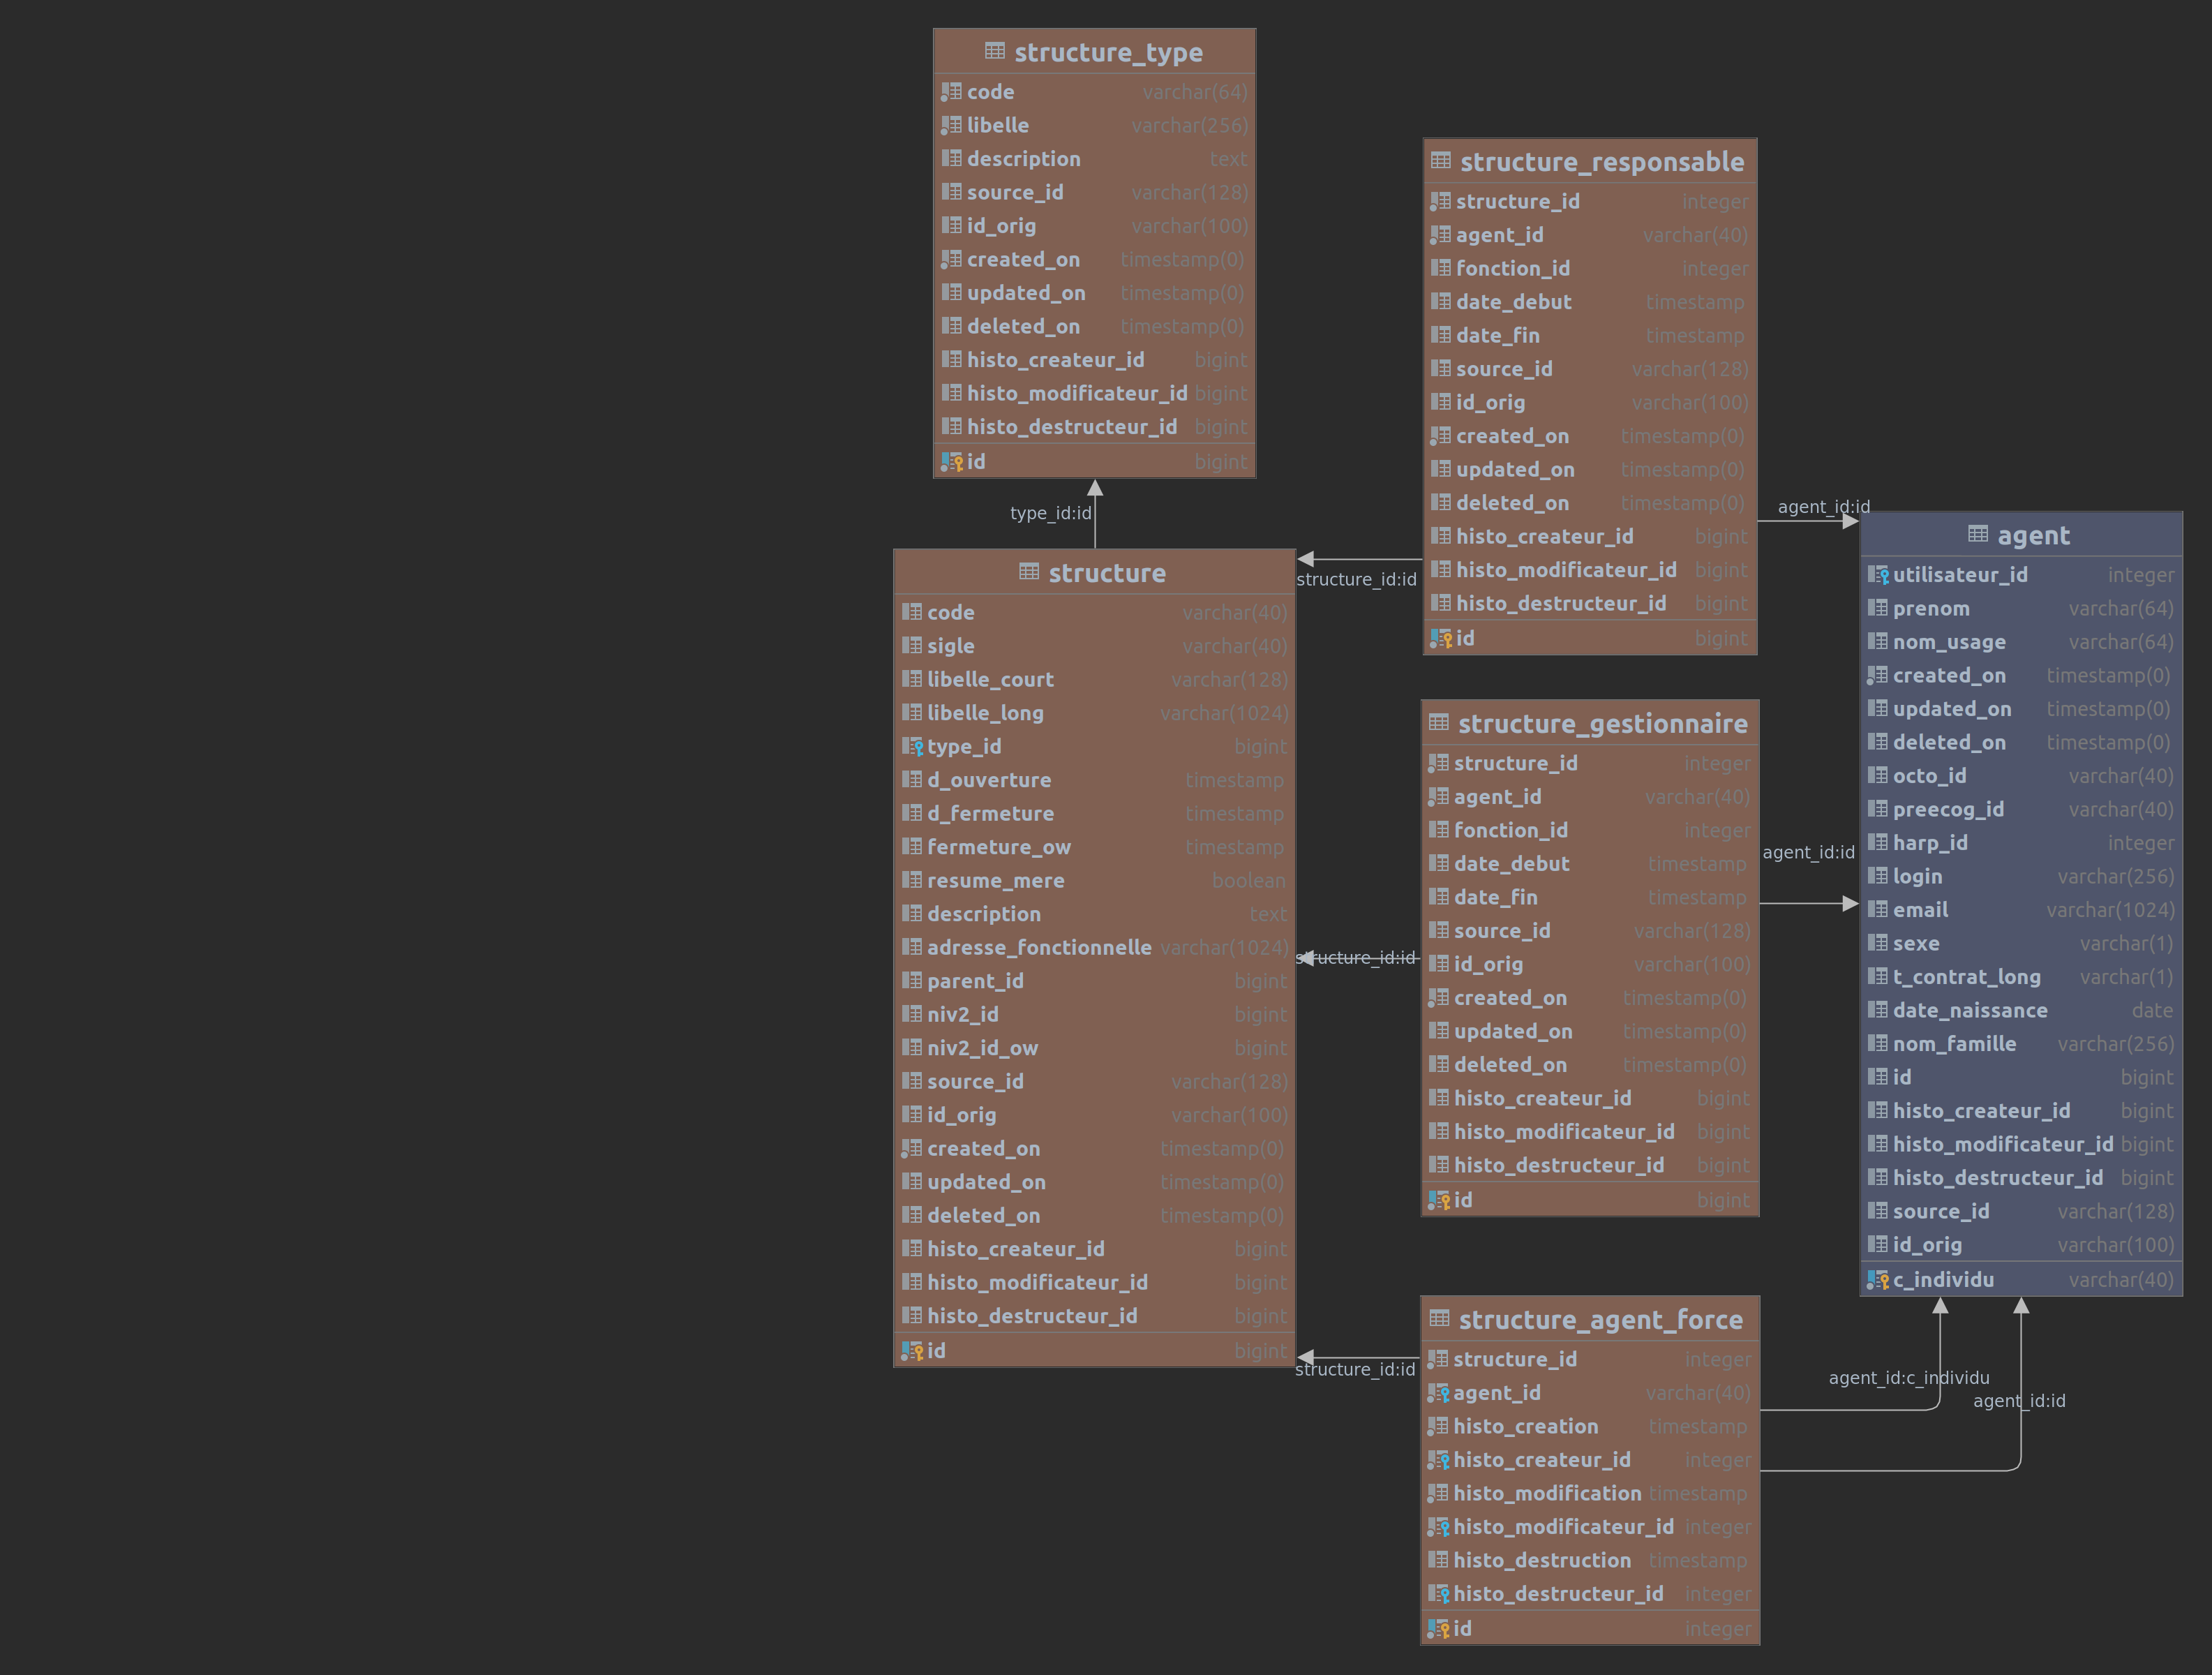 structure_type
code varchar(64)
libelle varchar(256)
description text
source_id varchar(128)
id_orig varchar(100)
created_on timestamp(0)
updated_on timestamp(0)
deleted_on timestamp(0)
histo_createur_id bigint
histo_modificateur_id bigint
histo_destructeur_id bigint
id bigint
type_id:id
structure
code varchar(40)
sigle varchar(40)
libelle_court varchar(128)
libelle_long varchar(1024)
type_id bigint
d_ouverture timestamp
d_fermeture timestamp
fermeture_ow timestamp
resume_mere boolean
description text
adresse_fonctionnelle varchar(1024)
parent_id bigint
niv2_id bigint
niv2_id_ow bigint
source_id varchar(128)
id_orig varchar(100)
created_on timestamp(0)
updated_on timestamp(0)
deleted_on timestamp(0)
histo_createur_id bigint
histo_modificateur_id bigint
histo_destructeur_id bigint
id bigint
structure_id:id
structure_id:id
structure_id:id
structure_responsable
structure_id integer
agent_id varchar(40)
fonction_id integer
date_debut timestamp
date_fin timestamp
source_id varchar(128)
id_orig varchar(100)
created_on timestamp(0)
updated_on timestamp(0)
deleted_on timestamp(0)
histo_createur_id bigint
histo_modificateur_id bigint
histo_destructeur_id bigint
id bigint
structure_gestionnaire
structure_id integer
agent_id varchar(40)
fonction_id integer
date_debut timestamp
date_fin timestamp
source_id varchar(128)
id_orig varchar(100)
created_on timestamp(0)
updated_on timestamp(0)
deleted_on timestamp(0)
histo_createur_id bigint
histo_modificateur_id bigint
histo_destructeur_id bigint
id bigint
structure_agent_force
structure_id integer
agent_id varchar(40)
histo_creation timestamp
histo_createur_id integer
histo_modification timestamp
histo_modificateur_id integer
histo_destruction timestamp
histo_destructeur_id integer
id integer
agent_id:id
agent_id:id
agent
utilisateur_id integer
prenom varchar(64)
nom_usage varchar(64)
created_on timestamp(0)
updated_on timestamp(0)
deleted_on timestamp(0)
octo_id varchar(40)
preecog_id varchar(40)
harp_id integer
login varchar(256)
email varchar(1024)
sexe varchar(1)
t_contrat_long varchar(1)
date_naissance date
nom_famille varchar(256)
id bigint
histo_createur_id bigint
histo_modificateur_id bigint
histo_destructeur_id bigint
source_id varchar(128)
id_orig varchar(100)
c_individu varchar(40)
agent_id:c_individu
agent_id:id